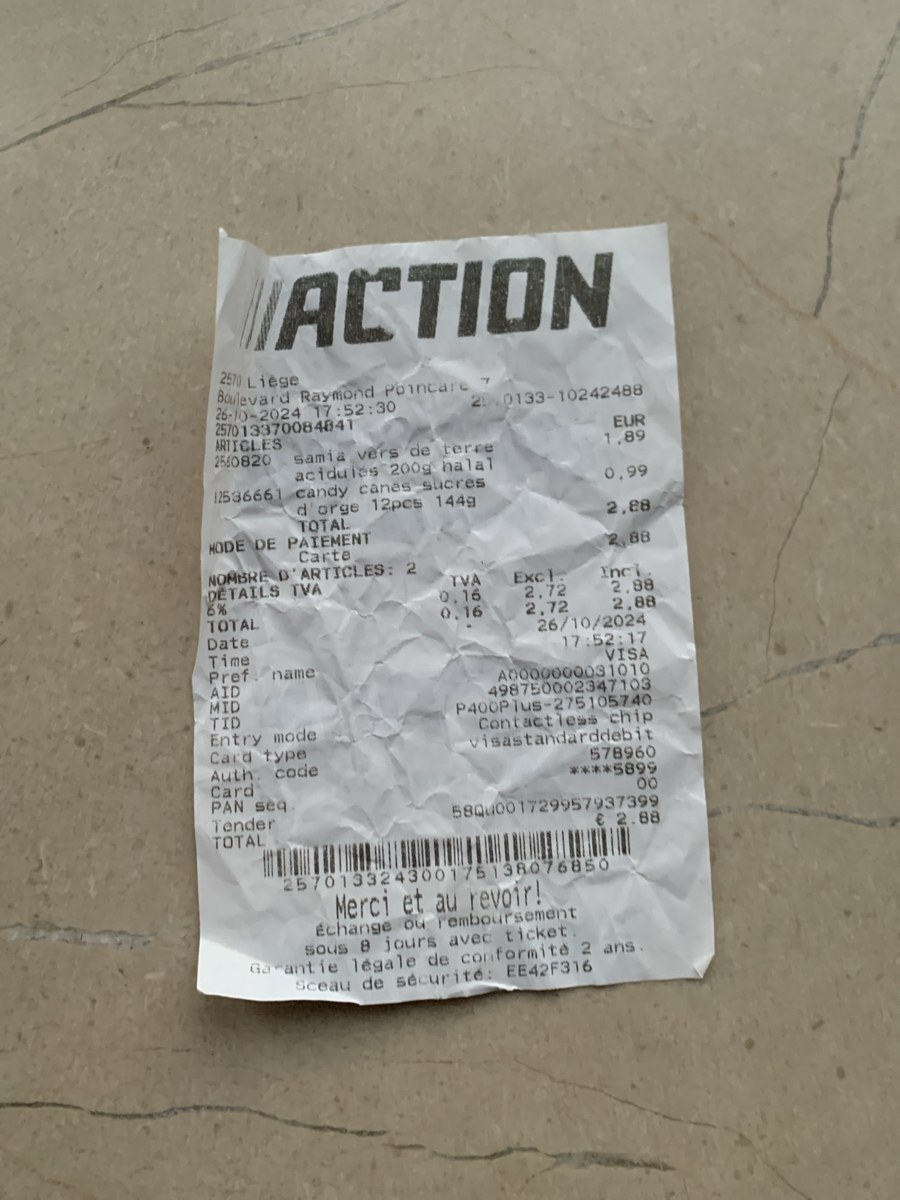 ACTION
2570 Liège
Boulevard Raymond Poincaré 7
26-10-2024 17:52:30 0133-10242488
257013370084841 EUR
ARTICLES
2560820 samia vers de terre 1,89
acidules 200g halal
candy canes sucres 0,99
d'orge 12pcs 144g
TOTAL 2,88
MODE DE PAIEMENT
Carte 2,88
NOMBRE D'ARTICLES: 2
DÉTAILS TVA TVA Excl. Incl.
6% 0,16 2,72 2,88
TOTAL 0,16 2,72 2,88
Date 26/10/2024
Time 17:52:17
Pref. name VISA
AID A0000000031010
MID 498750002347103
TID P400Plus-275105740
Entry mode Contactless chip
Card type visastandarddebit
Auth. code 578960
Card ****5899
PAN seq. 00
Tender 58QU001729957937399
TOTAL € 2.88
257013324300175138076850
Merci et au revoir!
Échange ou remboursement
sous 8 jours avec ticket.
Garantie légale de conformité 2 ans.
Sceau de sécurité: EE42F316